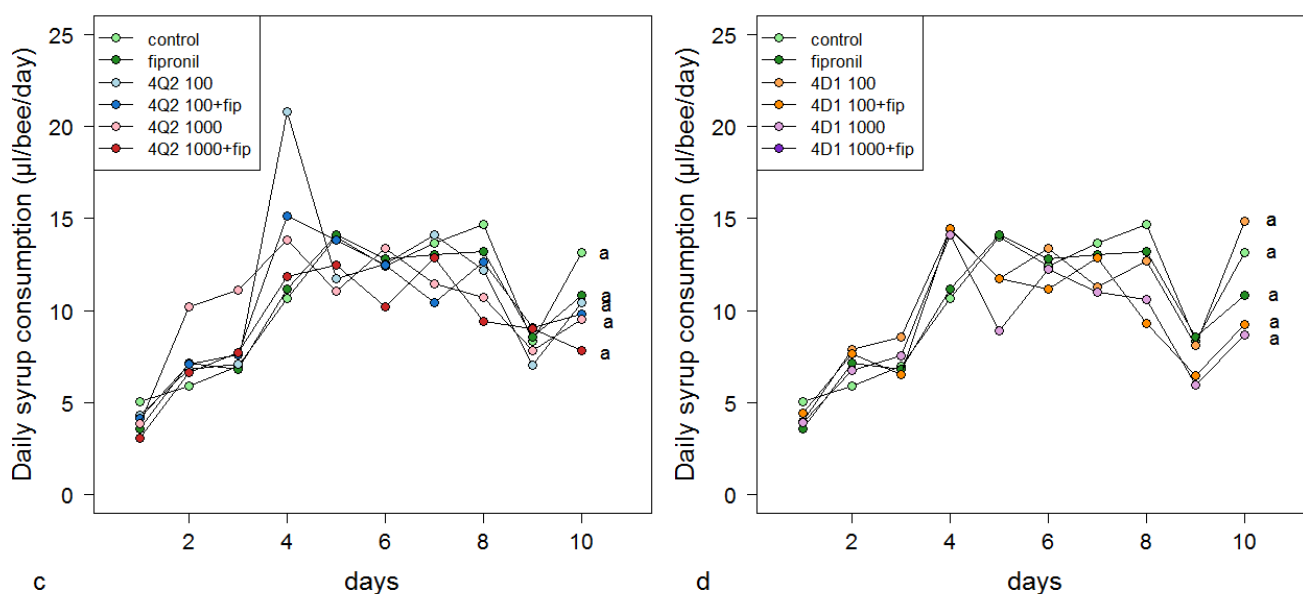 Daily syrup consumption (µl/bee/day)
25
20
15
10
5
0
control
fipronil
4Q2 100
4Q2 100+fip
4Q2 1000
4Q2 1000+fip
a
a
a
a
a
a
2 4 6 8 10
c days
Daily syrup consumption (µl/bee/day)
25
20
15
10
5
0
control
fipronil
4D1 100
4D1 100+fip
4D1 1000
4D1 1000+fip
a
a
a
a
a
2 4 6 8 10
d days